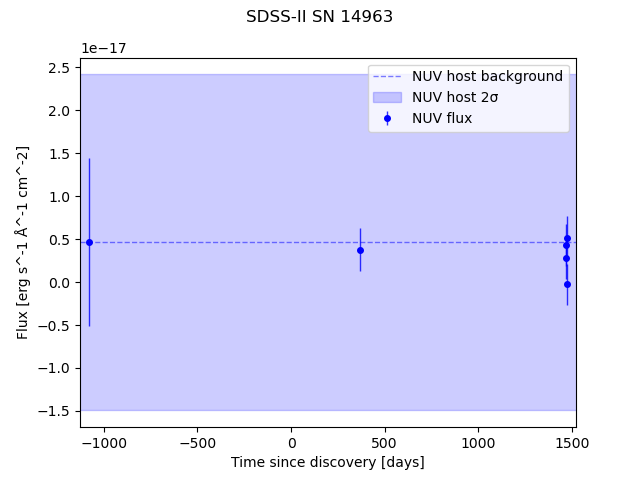 SDSS-II SN 14963
1e−17
NUV host background
NUV host 2σ
NUV flux
2.5
2.0
1.5
1.0
0.5
0.0
−0.5
−1.0
−1.5
Flux [erg s^-1 Å^-1 cm^-2]
−1000
−500
0
500
1000
1500
Time since discovery [days]